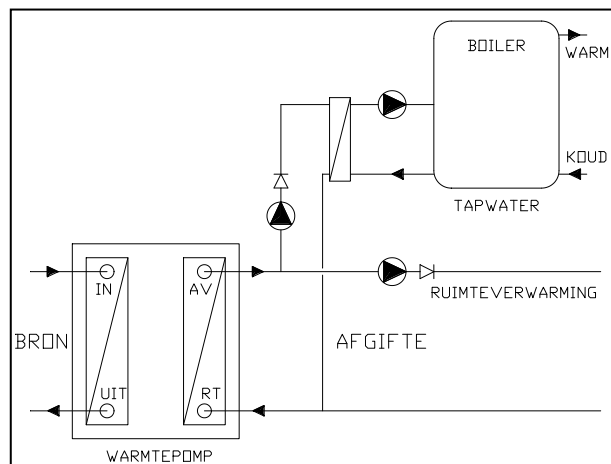 BOILER
WARM
KOUD
TAPWATER
IN
AV
RUIMTEVERWARMING
BRON
AFGIFTE
UIT
RT
WARMTEPOMP